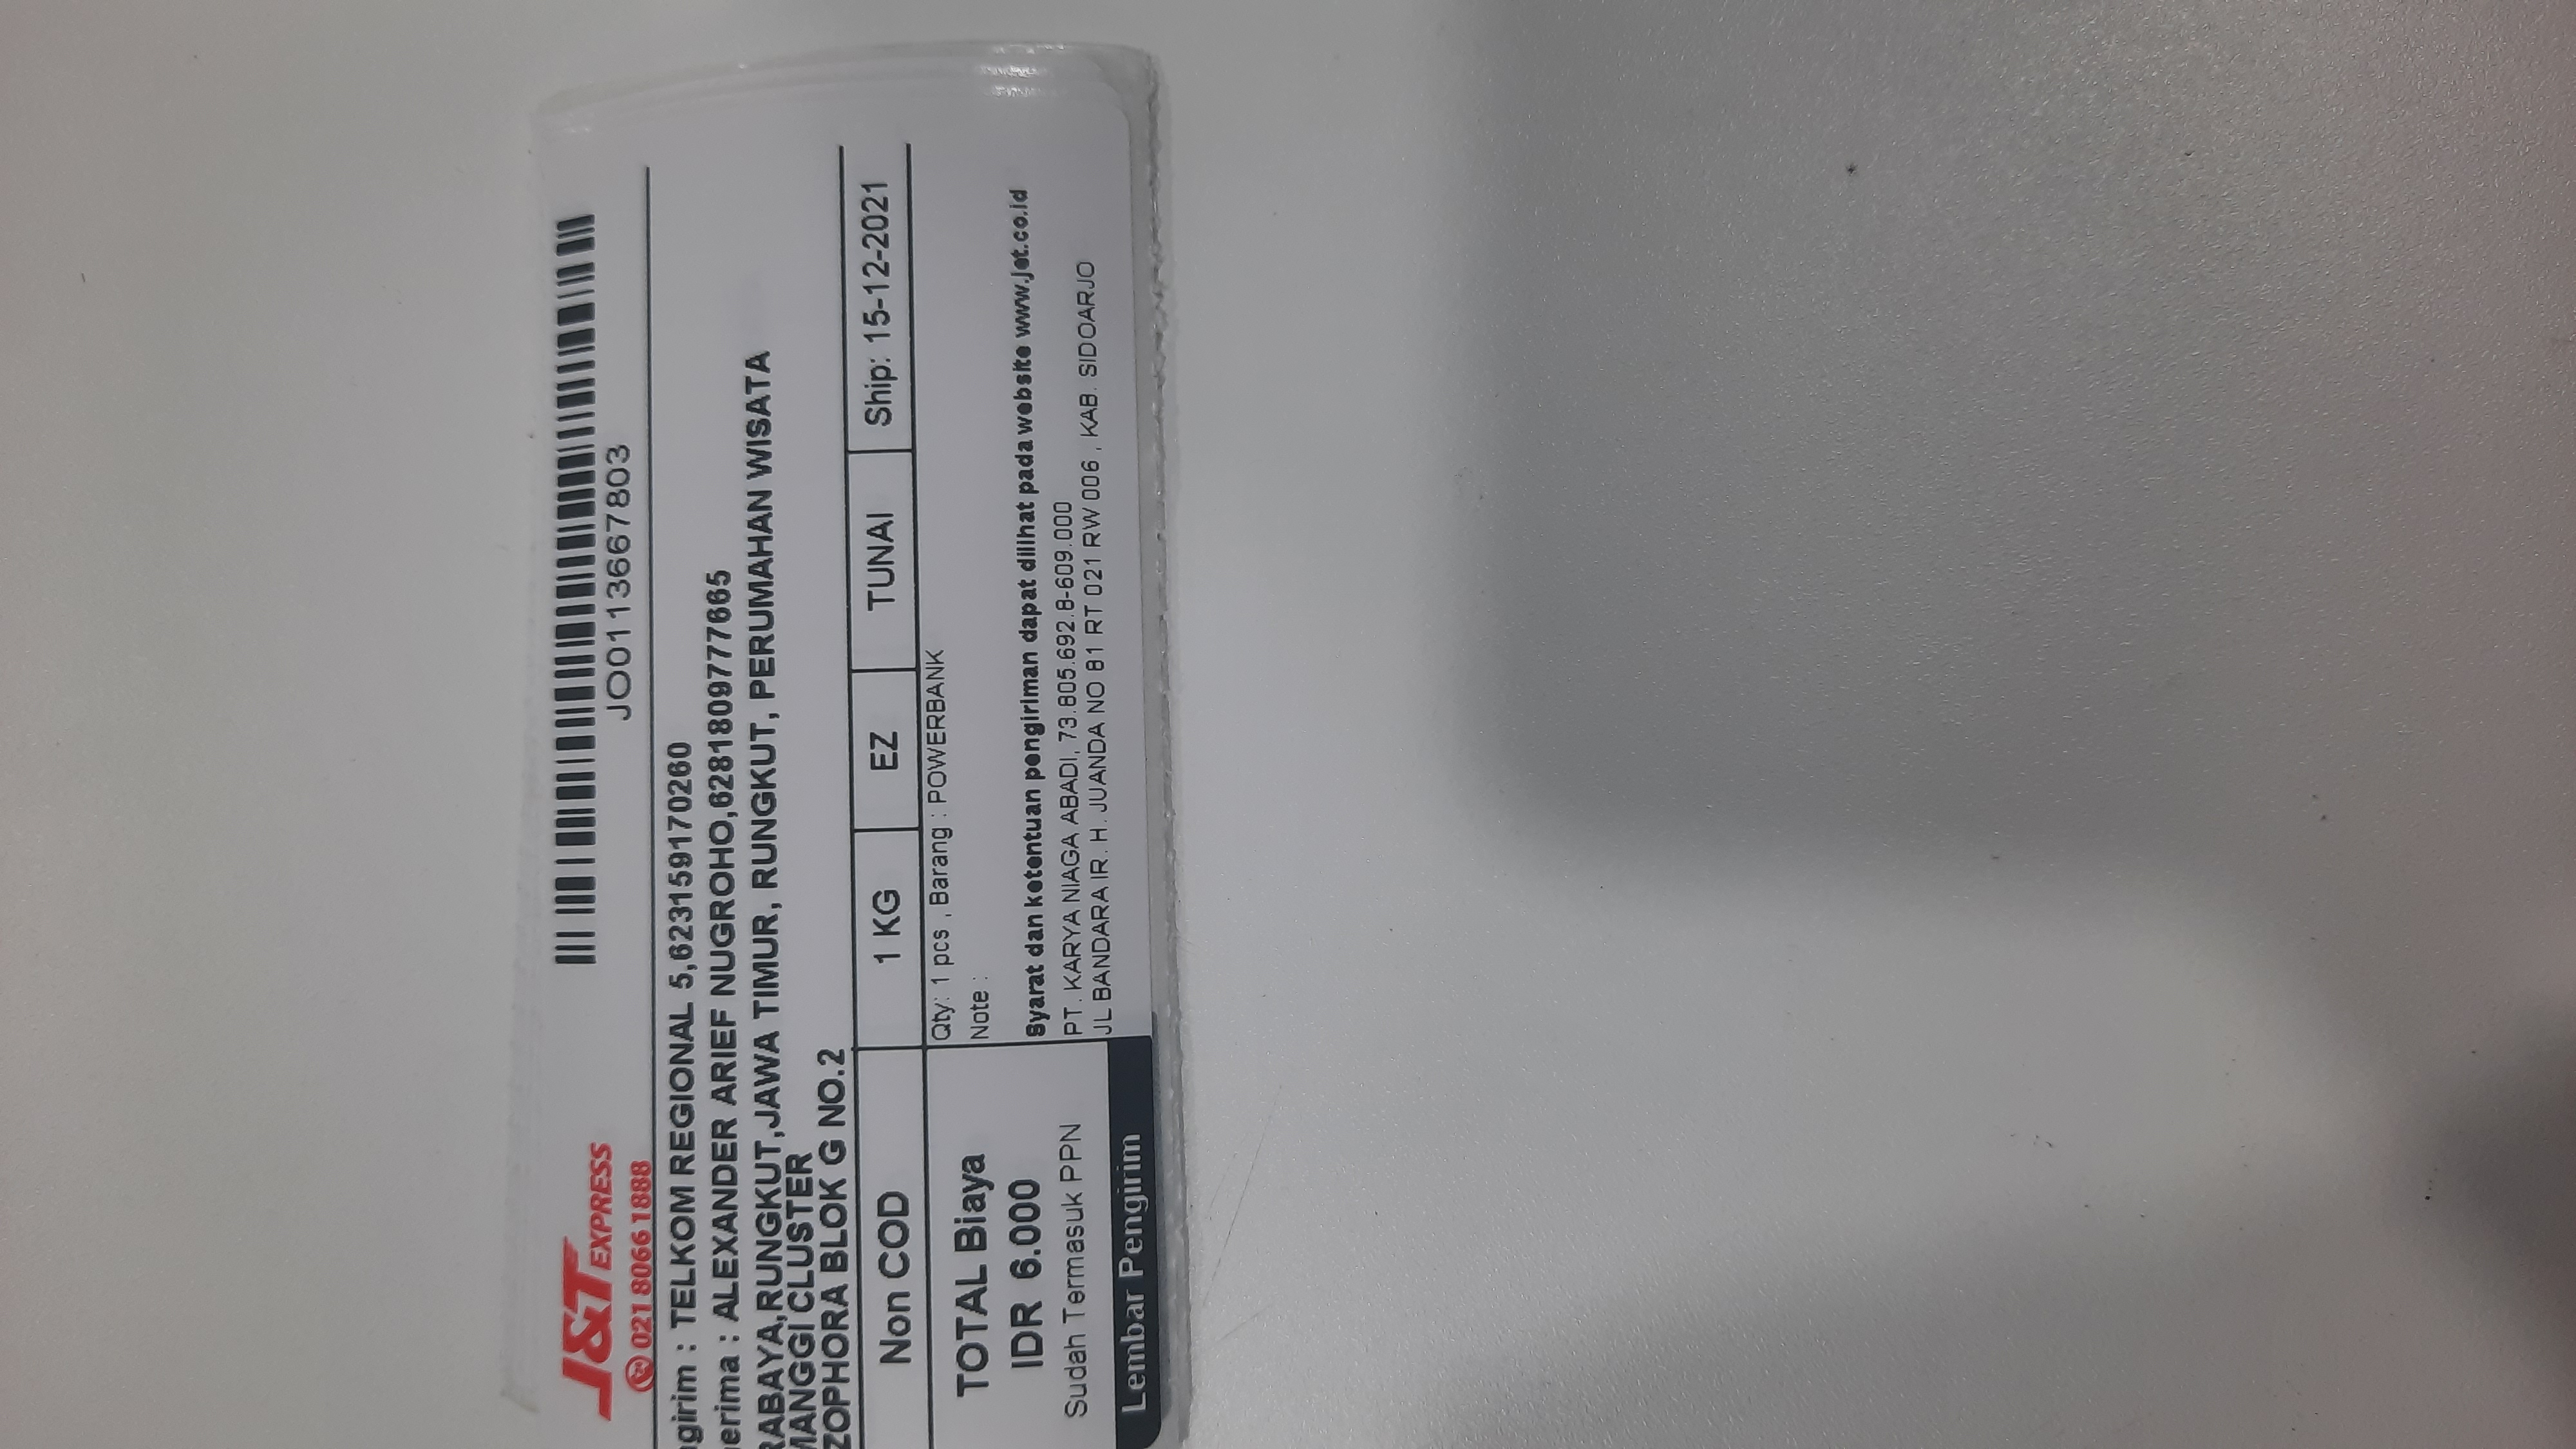 J&T EXPRESS
021 8066 1888
JO0113667803
girim : TELKOM REGIONAL 5,623159170260
erima : ALEXANDER ARIEF NUGROHO,6281809777665
RABAYA,RUNGKUT,JAWA TIMUR, RUNGKUT, PERUMAHAN WISATA
MANGGI CLUSTER
ZOPHORA BLOK G NO.2
Non COD
1 KG
EZ
TUNAI
Ship: 15-12-2021
TOTAL Biaya
IDR 6.000
Sudah Termasuk PPN
Lembar Pengirim
Qty: 1 pcs , Barang : POWERBANK
Note :
Syarat dan ketentuan pengiriman dapat dilihat pada website www.jet.co.id
PT. KARYA NIAGA ABADI, 73.805.692.8-609.000
JL BANDARA IR. H. JUANDA NO 81 RT 021 RW 006 , KAB. SIDOARJO